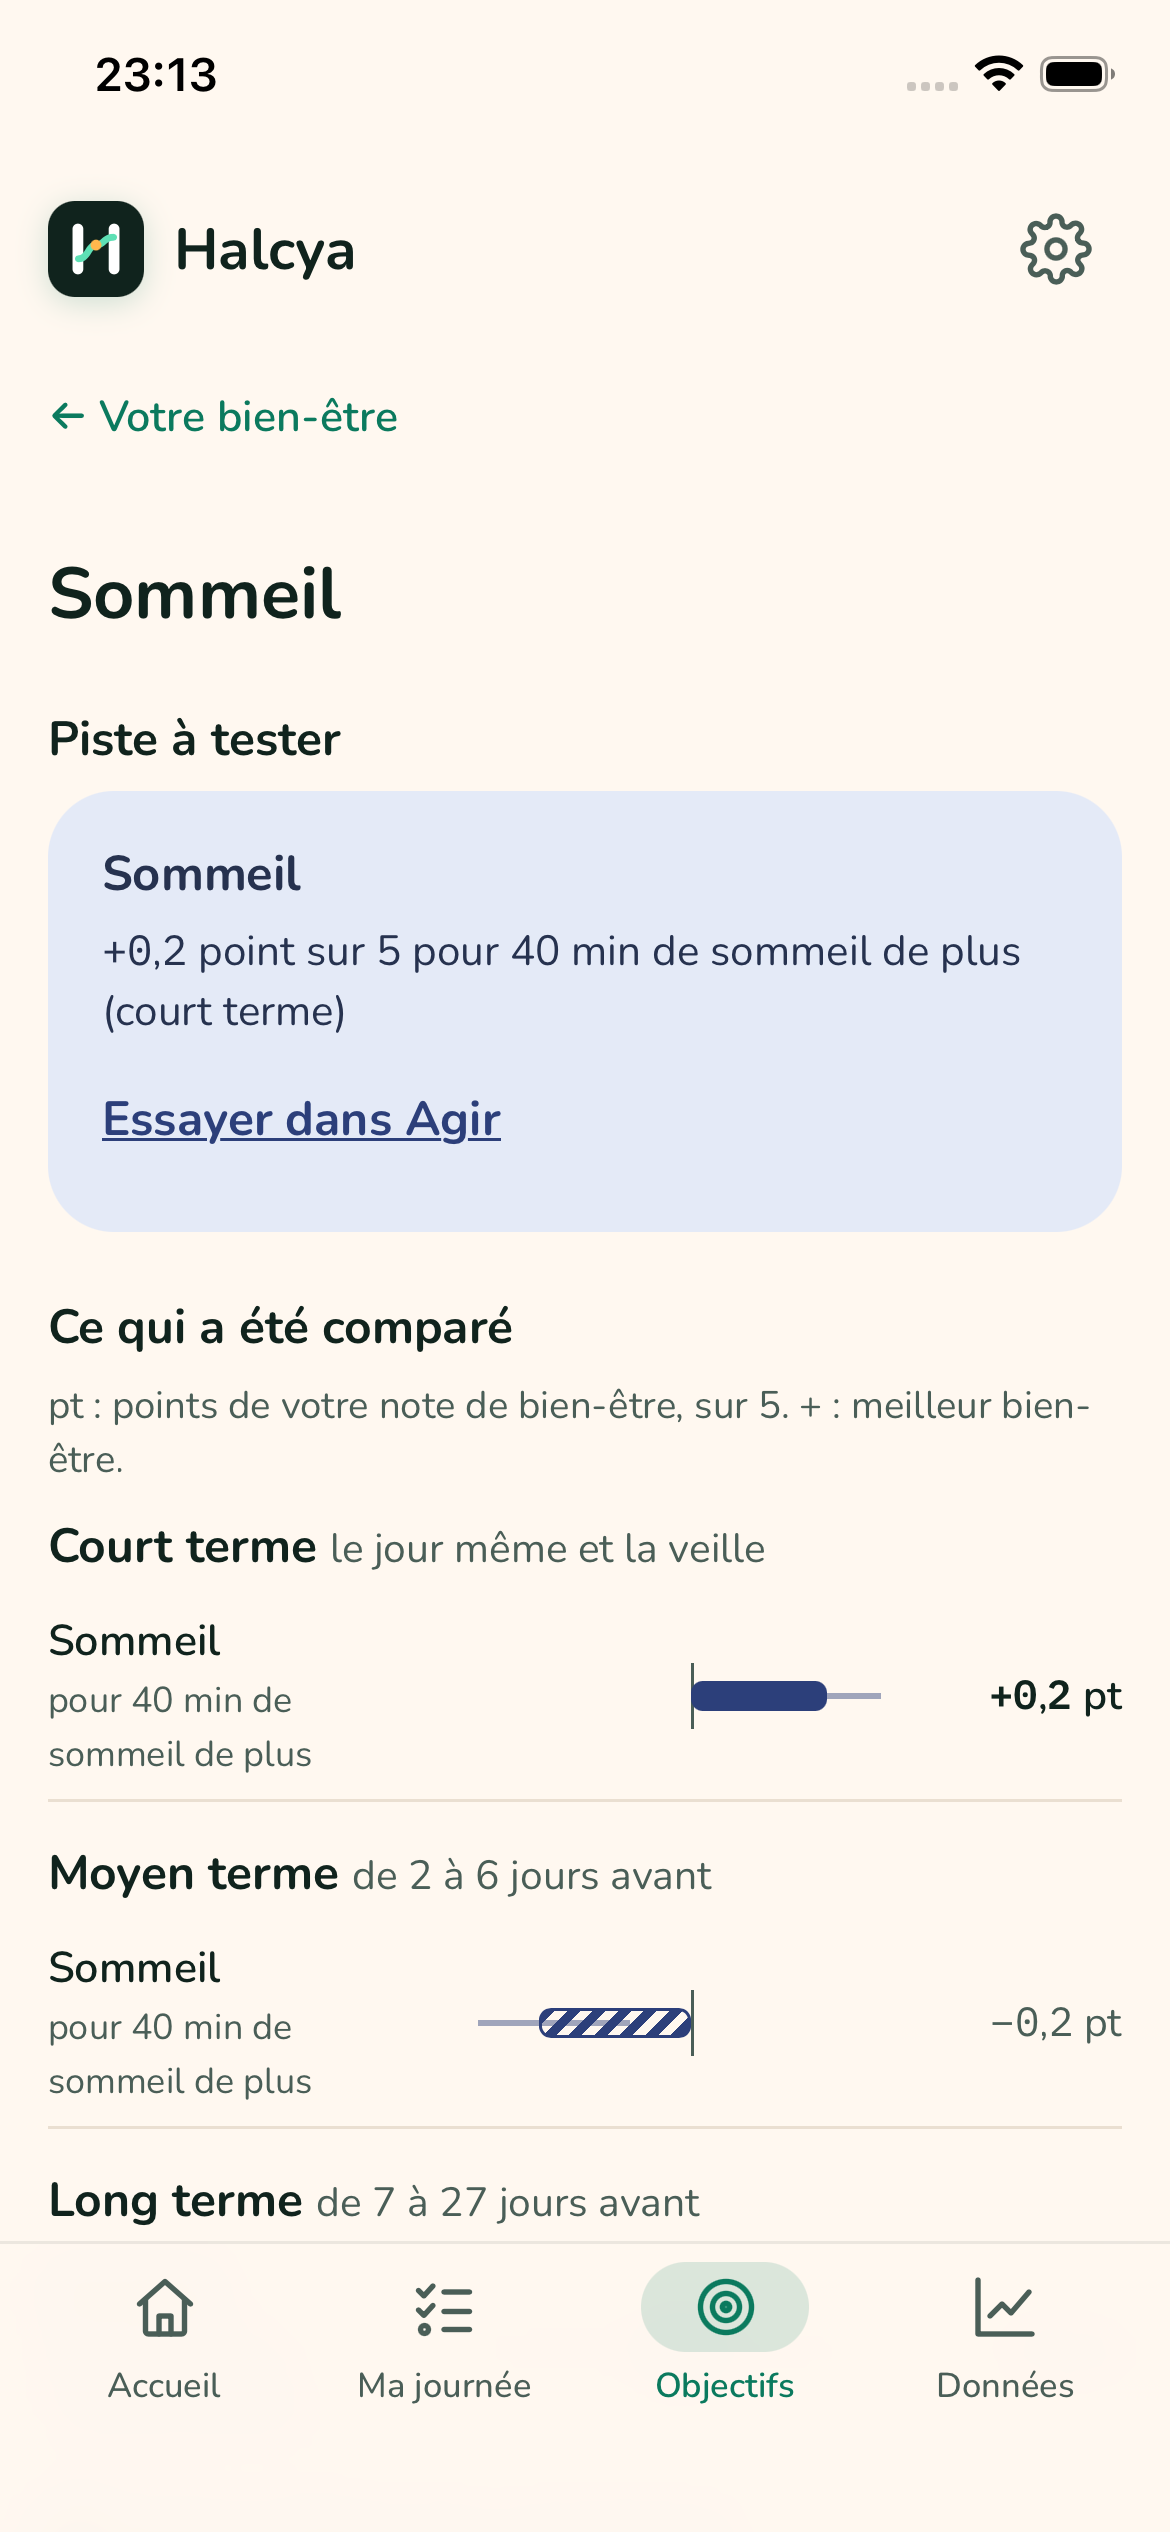 23:13
Halcya
← Votre bien-être
Sommeil
Piste à tester
Sommeil
+0,2 point sur 5 pour 40 min de sommeil de plus
(court terme)
Essayer dans Agir
Ce qui a été comparé
pt : points de votre note de bien-être, sur 5. + : meilleur bien-
être.
Court terme le jour même et la veille
Sommeil
pour 40 min de
sommeil de plus
+0,2 pt
Moyen terme de 2 à 6 jours avant
Sommeil
pour 40 min de
sommeil de plus
−0,2 pt
Long terme de 7 à 27 jours avant
Accueil
Ma journée
Objectifs
Données